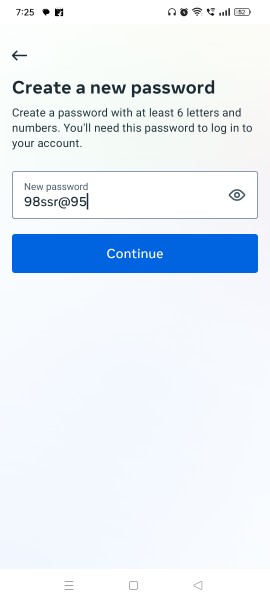 7:25
52
Create a new password
Create a password with at least 6 letters and
numbers. You'll need this password to log in to
your account.
New password
98ssr@95
Continue